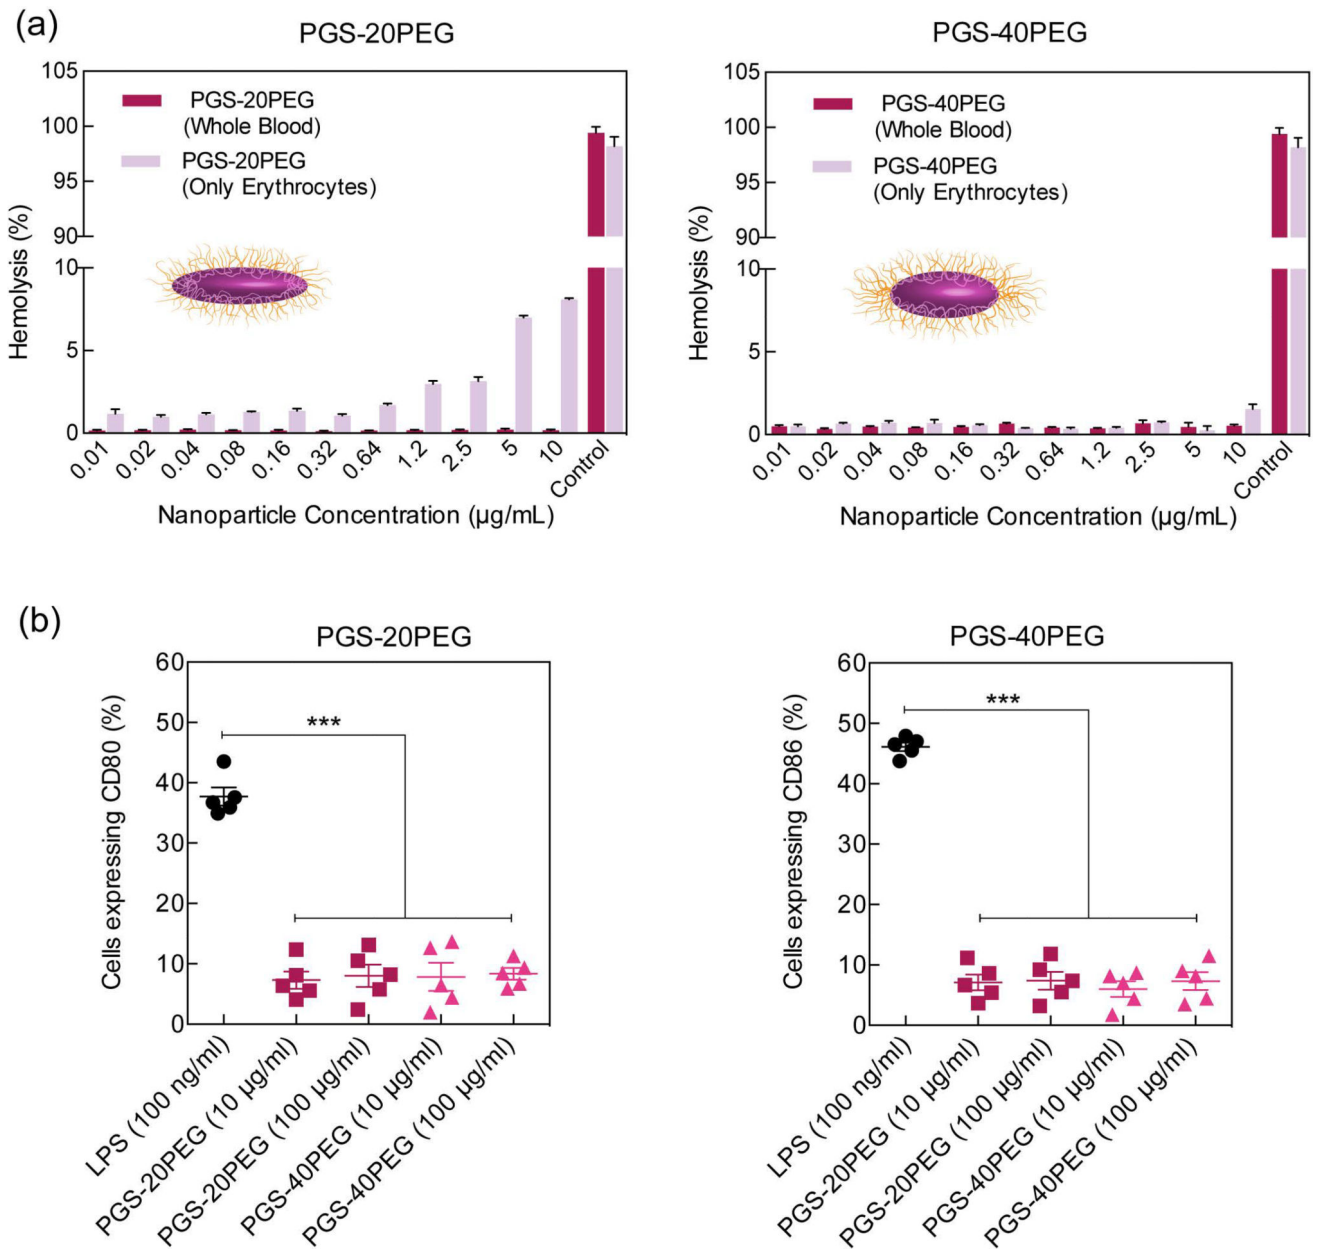 (a)
PGS-20PEG
105
100
95
90
10
5
0
Hemolysis (%)
PGS-20PEG
(Whole Blood)
PGS-20PEG
(Only Erythrocytes)
0.01
0.02
0.04
0.08
0.16
0.32
0.64
1.2
2.5
5
10
Control
Nanoparticle Concentration (µg/mL)
PGS-40PEG
105
100
95
90
10
5
0
Hemolysis (%)
PGS-40PEG
(Whole Blood)
PGS-40PEG
(Only Erythrocytes)
0.01
0.02
0.04
0.08
0.16
0.32
0.64
1.2
2.5
5
10
Control
Nanoparticle Concentration (µg/mL)
(b)
PGS-20PEG
60
50
40
30
20
10
0
Cells expressing CD80 (%)
***
LPS (100 ng/ml)
PGS-20PEG (10 µg/ml)
PGS-20PEG (100 µg/ml)
PGS-40PEG (10 µg/ml)
PGS-40PEG (100 µg/ml)
PGS-40PEG
60
50
40
30
20
10
0
Cells expressing CD86 (%)
***
LPS (100 ng/ml)
PGS-20PEG (10 µg/ml)
PGS-20PEG (100 µg/ml)
PGS-40PEG (10 µg/ml)
PGS-40PEG (100 µg/ml)